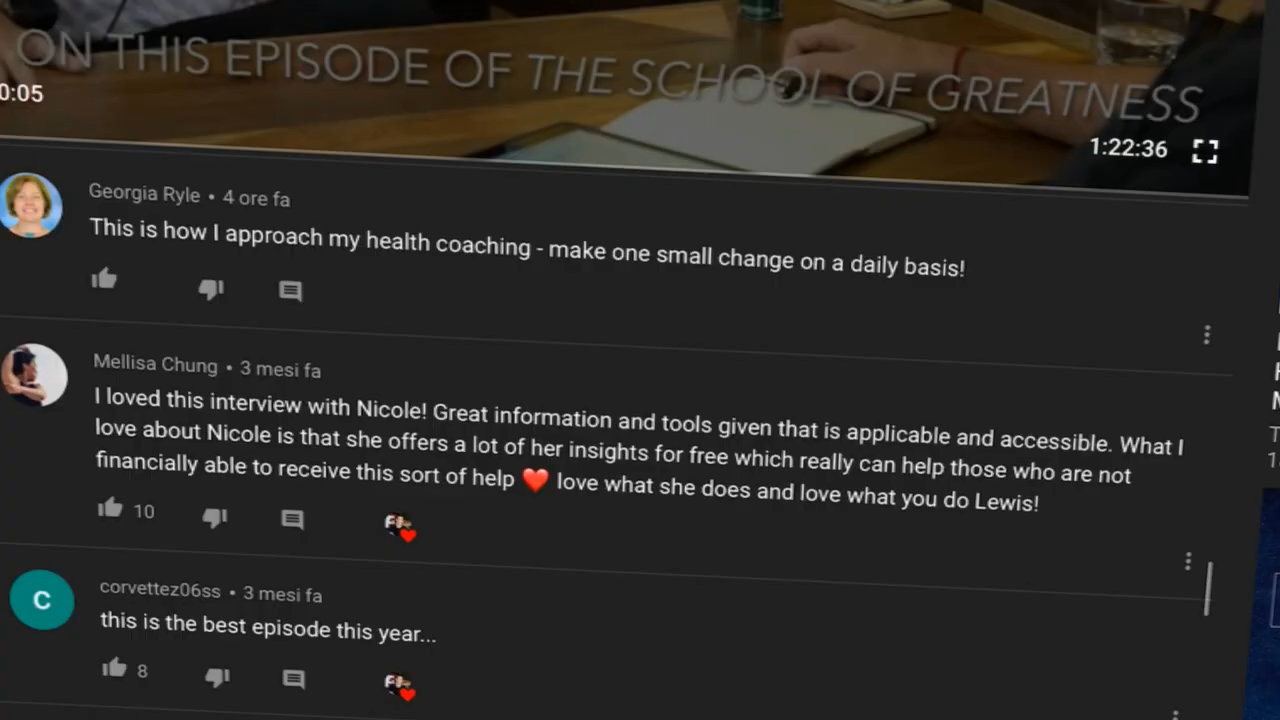 ON THIS EPISODE OF THE SCHOOL OF GREATNESS
0:05
1:22:36
Georgia Ryle • 4 ore fa
This is how I approach my health coaching - make one small change on a daily basis!
Mellisa Chung • 3 mesi fa
I loved this interview with Nicole! Great information and tools given that is applicable and accessible. What I
love about Nicole is that she offers a lot of her insights for free which really can help those who are not
financially able to receive this sort of help ❤️ love what she does and love what you do Lewis!
10
C
corvettez06ss • 3 mesi fa
this is the best episode this year...
8